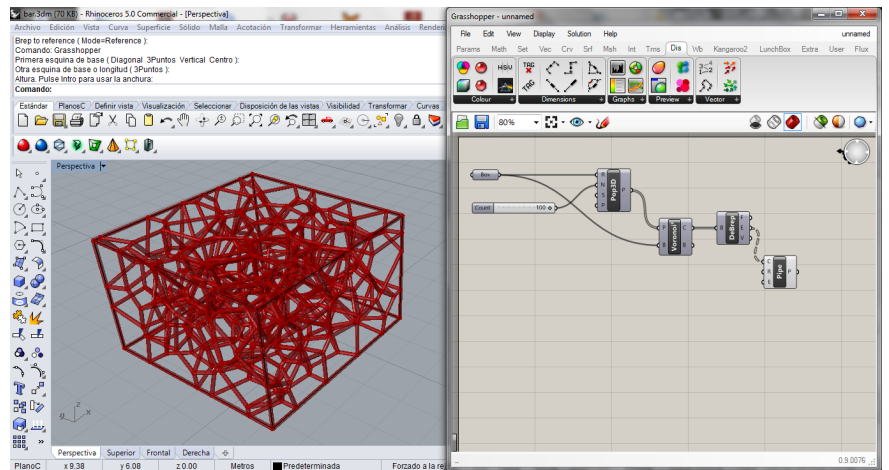 bar.3dm (70 KB) - Rhinoceros 5.0 Commercial - [Perspectiva]
Archivo Edición Vista Curva Superficie Sólido Malla Acotación Transformar Herramientas Análisis Renderi
Brep to reference ( Mode=Reference ):
Comando: Grasshopper
Primera esquina de base ( Diagonal 3Puntos Vertical Centro ):
Otra esquina de base o longitud ( 3Puntos ):
Altura. Pulse Intro para usar la anchura:
Comando:
Estándar PlanosC Definir vista Visualización Seleccionar Disposición de las vistas Visibilidad Transformar Curvas
Perspectiva
z
y
x
Perspectiva Superior Frontal Derecha
PlanoC x 9.38 y 6.08 z 0.00 Metros Predeterminada Forzado a la re
Grasshopper - unnamed
File Edit View Display Solution Help unnamed
Params Math Set Vec Crv Srf Msh Int Trns Dis Wb Kangaroo2 LunchBox Extra User Flux
Colour Dimensions Graphs Preview Vector
80%
Box
Count 100
R N S P Pop3D P
P B Voronoi C B
B DeBrep F E V
C R E Pipe P
0.9.0076